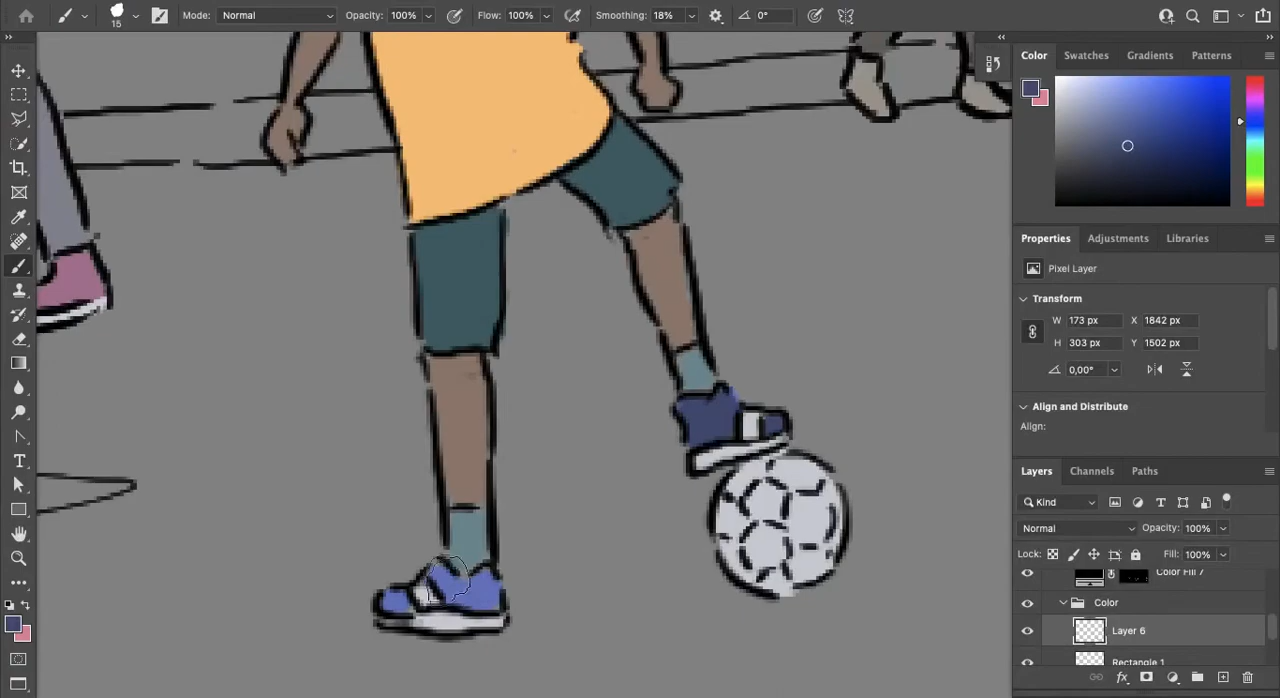 Mode: Normal Opacity: 100% Flow: 100% Smoothing: 18% 0°
15
Color Swatches Gradients Patterns
Properties Adjustments Libraries
Pixel Layer
Transform
W 173 px X 1842 px
H 303 px Y 1502 px
0,00°
Align and Distribute
Align:
Layers Channels Paths
Kind
Normal Opacity: 100%
Lock: Fill: 100%
Color Fill 7
Color
Layer 6
Rectangle 1
fx